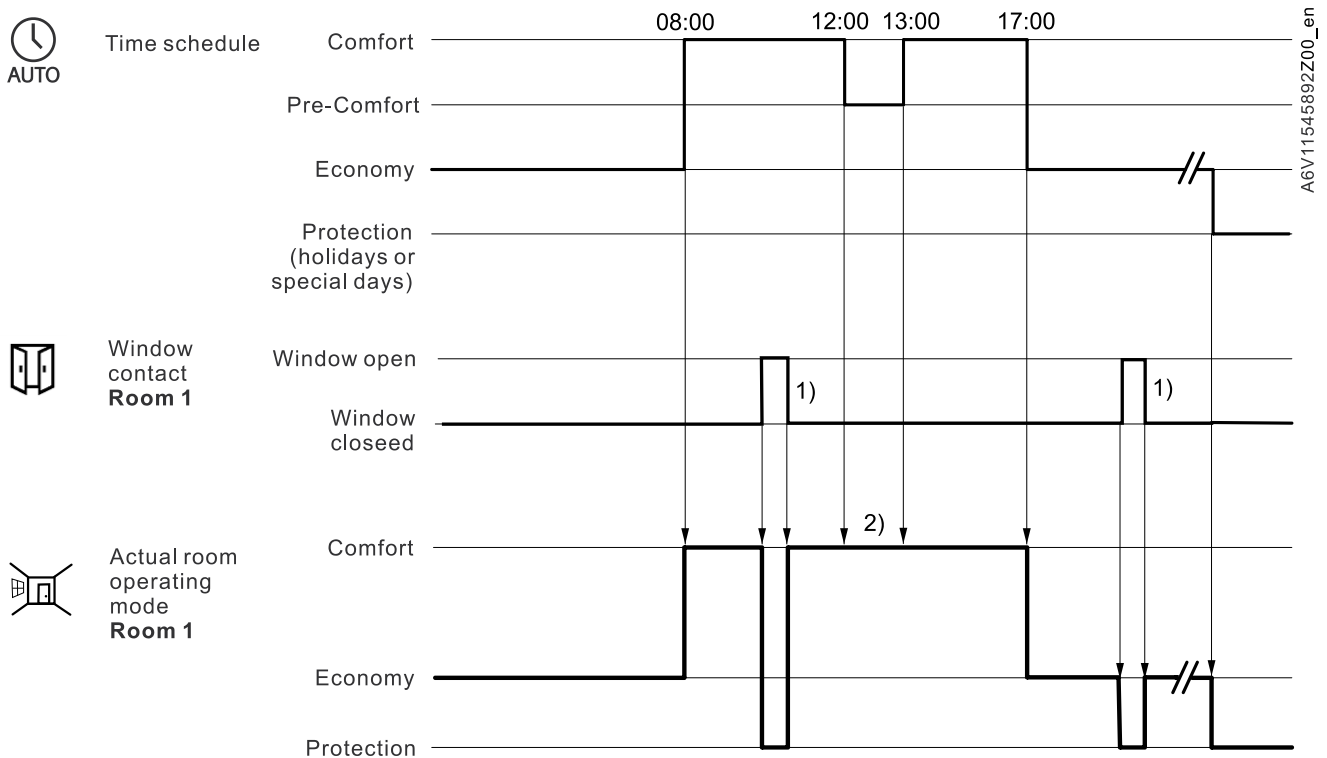 08:00 12:00 13:00 17:00
AUTO
Time schedule
Comfort
Pre-Comfort
Economy
Protection
(holidays or
special days)
A6V11545892Z00_en
Window
contact
Room 1
Window open
1)
1)
Window
closeed
2)
Actual room
operating
mode
Room 1
Comfort
Economy
Protection